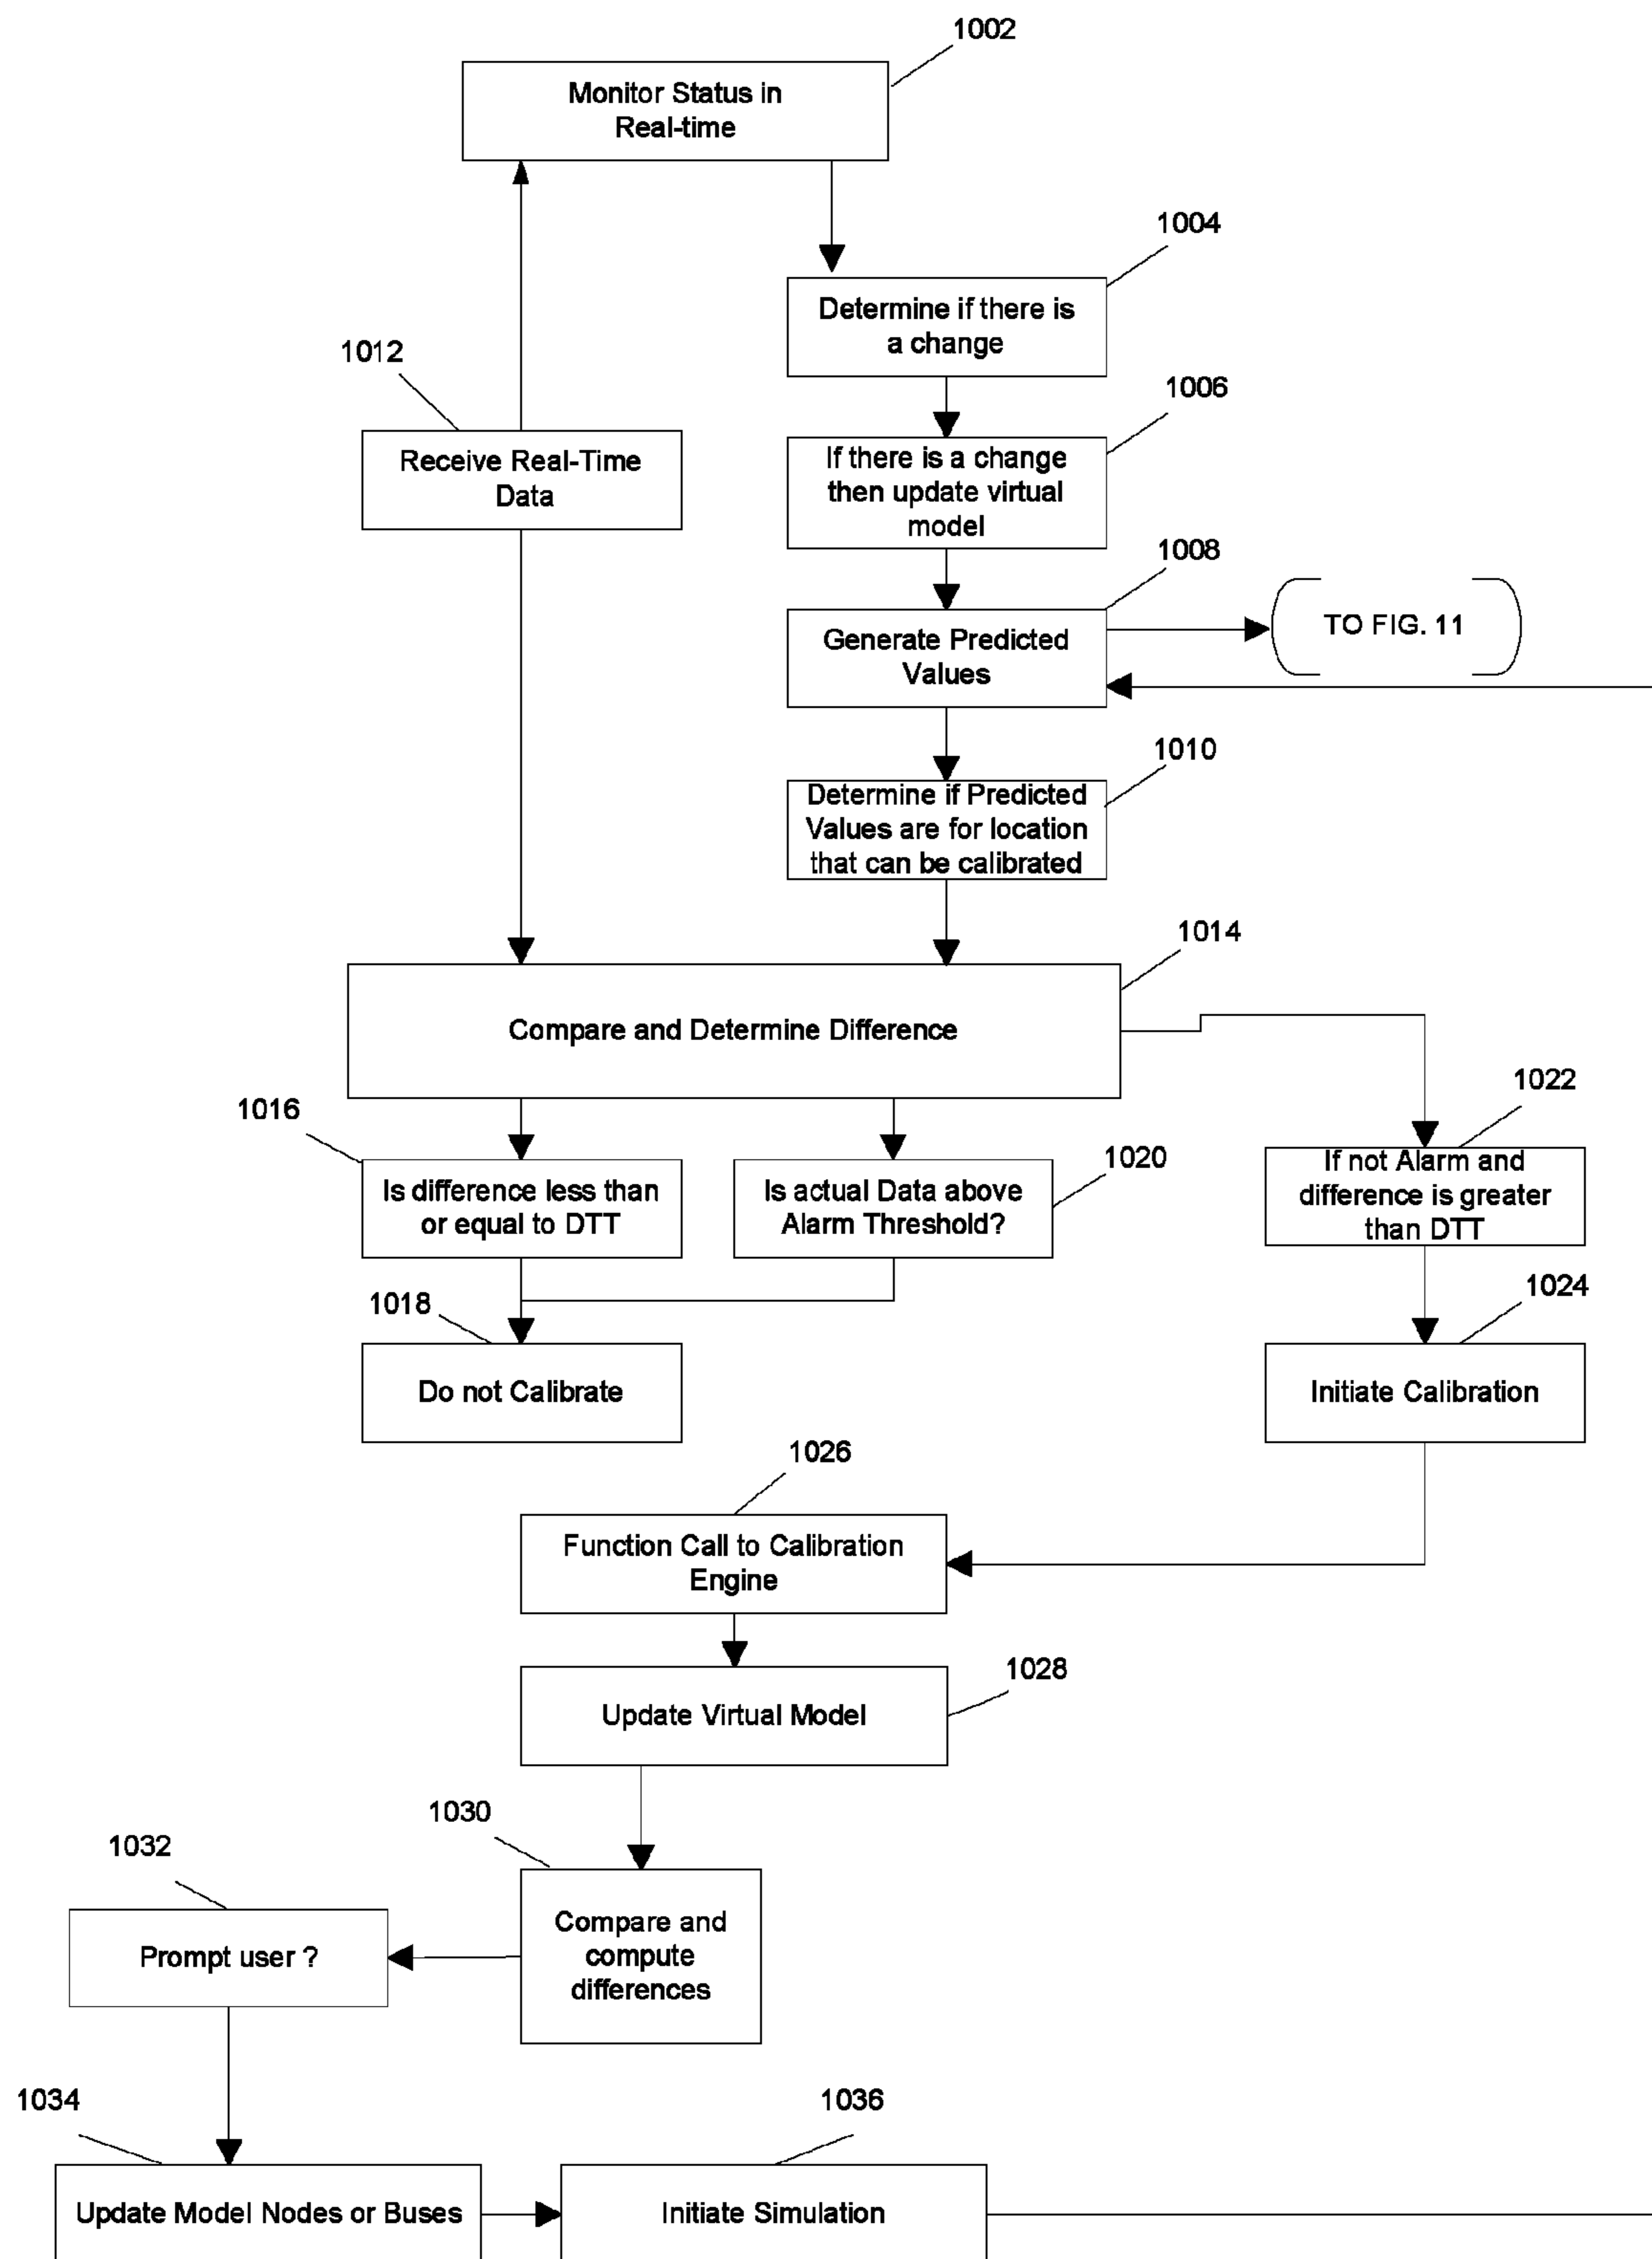 1002
Monitor Status in
Real-time
1004
Determine if there is
a change
1012
Receive Real-Time
Data
1006
If there is a change
then update virtual
model
1008
Generate Predicted
Values
TO FIG. 11
1010
Determine if Predicted
Values are for location
that can be calibrated
1014
Compare and Determine Difference
1016
Is difference less than
or equal to DTT
1020
Is actual Data above
Alarm Threshold?
1022
If not Alarm and
difference is greater
than DTT
1018
Do not Calibrate
1024
Initiate Calibration
1026
Function Call to Calibration
Engine
1028
Update Virtual Model
1030
Compare and
compute
differences
1032
Prompt user ?
1034
Update Model Nodes or Buses
1036
Initiate Simulation